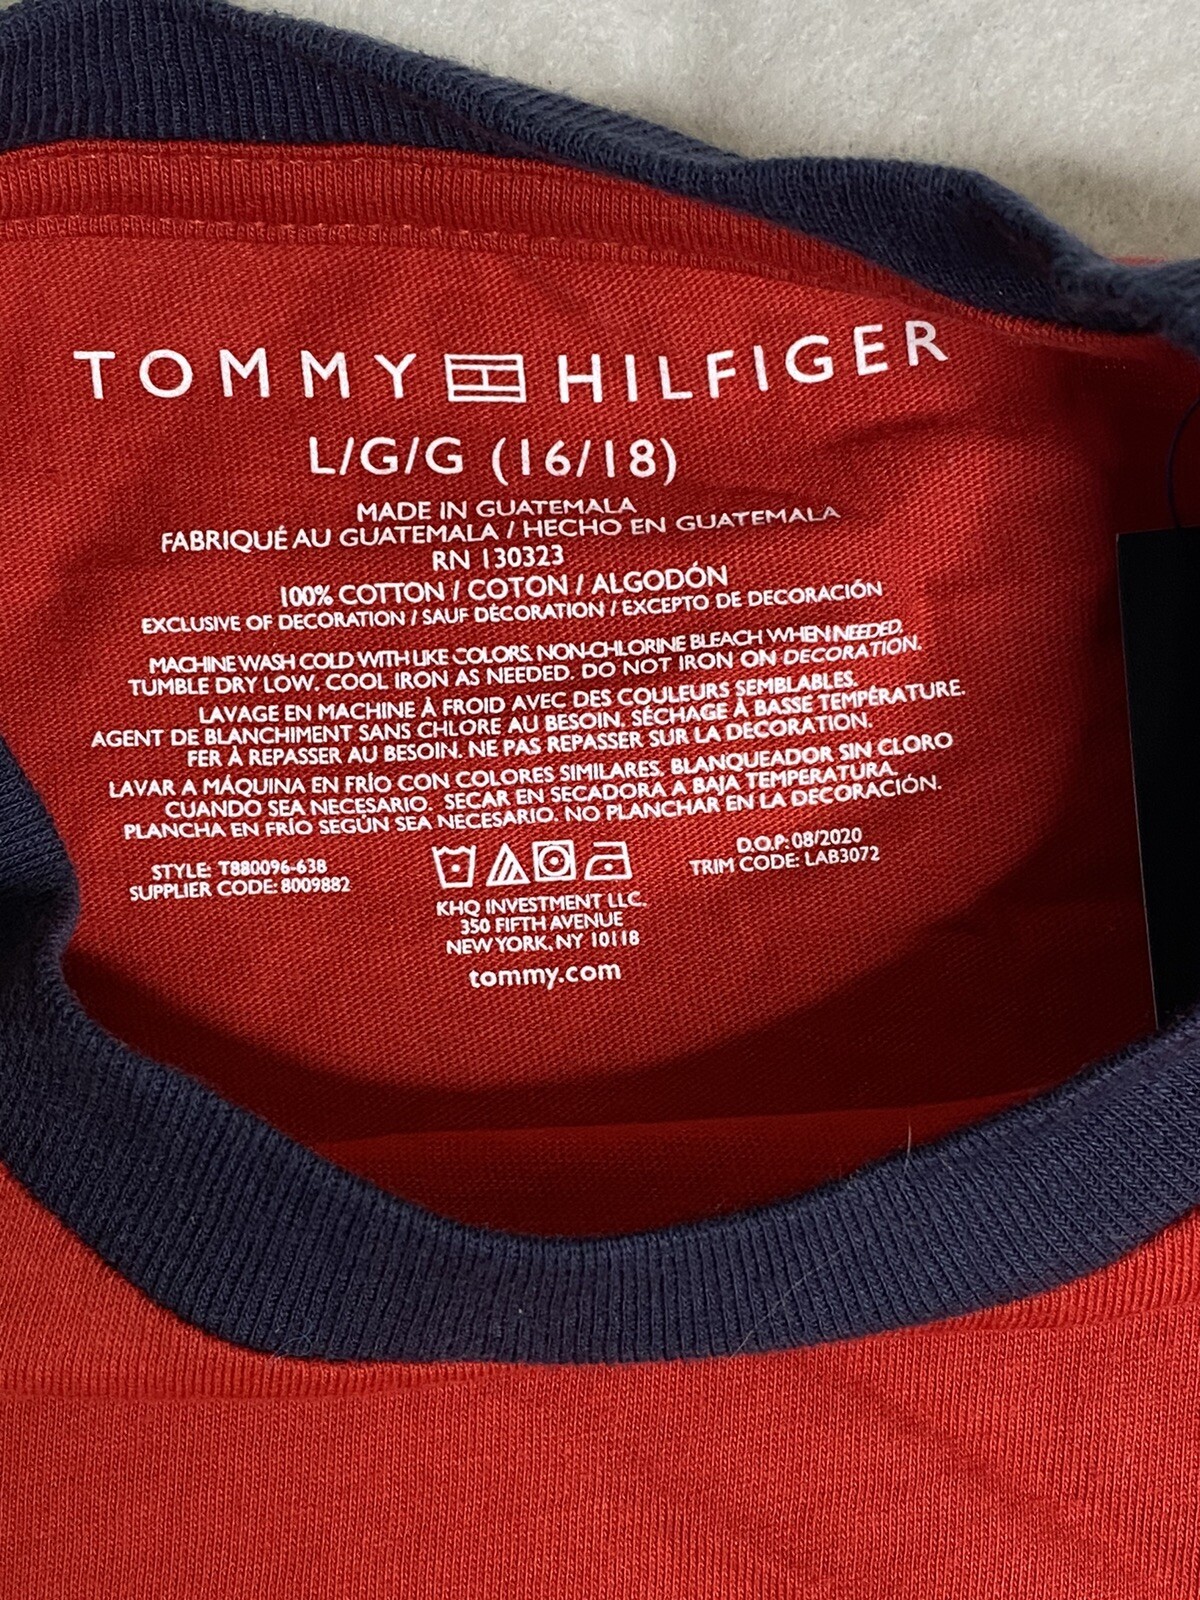 TOMMY HILFIGER
L/G/G (16/18)
MADE IN GUATEMALA
FABRIQUÉ AU GUATEMALA / HECHO EN GUATEMALA
RN 130323
100% COTTON / COTON / ALGODÓN
EXCLUSIVE OF DECORATION / SAUF DÉCORATION / EXCEPTO DE DECORACIÓN
MACHINE WASH COLD WITH LIKE COLORS. NON-CHLORINE BLEACH WHEN NEEDED.
TUMBLE DRY LOW. COOL IRON AS NEEDED. DO NOT IRON ON DECORATION.
LAVAGE EN MACHINE À FROID AVEC DES COULEURS SEMBLABLES.
AGENT DE BLANCHIMENT SANS CHLORE AU BESOIN. SÉCHAGE À BASSE TEMPÉRATURE.
FER À REPASSER AU BESOIN. NE PAS REPASSER SUR LA DÉCORATION.
LAVAR A MÁQUINA EN FRÍO CON COLORES SIMILARES. BLANQUEADOR SIN CLORO
CUANDO SEA NECESARIO. SECAR EN SECADORA A BAJA TEMPERATURA.
PLANCHA EN FRÍO SEGÚN SEA NECESARIO. NO PLANCHAR EN LA DECORACIÓN.
STYLE: T880096-638
SUPPLIER CODE: 8009882
D.O.P: 08/2020
TRIM CODE: LAB3072
KHQ INVESTMENT LLC.
350 FIFTH AVENUE
NEW YORK, NY 10118
tommy.com